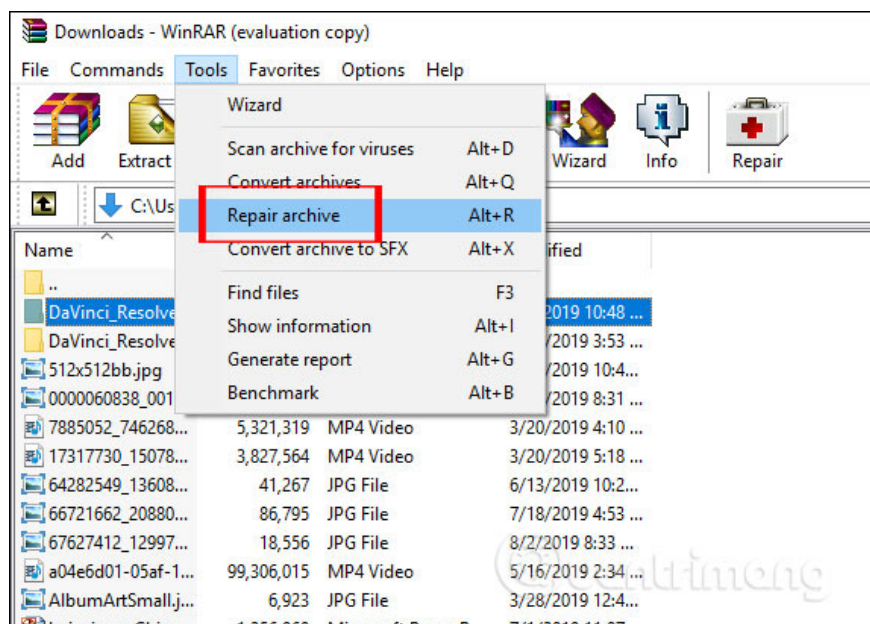 Downloads - WinRAR (evaluation copy)
File Commands Tools Favorites Options Help
Add Extract Wizard Info Repair
Wizard
Scan archive for viruses Alt+D
Convert archives Alt+Q
Repair archive Alt+R
Convert archive to SFX Alt+X
Find files F3
Show information Alt+I
Generate report Alt+G
Benchmark Alt+B
C:\Us
Name ified
..
DaVinci_Resolve 2019 10:48 ...
DaVinci_Resolve /2019 3:53 ...
512x512bb.jpg /2019 10:4...
0000060838_001 /2019 8:31 ...
7885052_746268... 5,321,319 MP4 Video 3/20/2019 4:10 ...
17317730_15078... 3,827,564 MP4 Video 3/20/2019 5:18 ...
64282549_13608... 41,267 JPG File 6/13/2019 10:2...
66721662_20880... 86,795 JPG File 7/18/2019 4:53 ...
67627412_12997... 18,556 JPG File 8/2/2019 8:33 ...
a04e6d01-05af-1... 99,306,015 MP4 Video 5/16/2019 2:34 ...
AlbumArtSmall.j... 6,923 JPG File 3/28/2019 12:4...
uantrimang